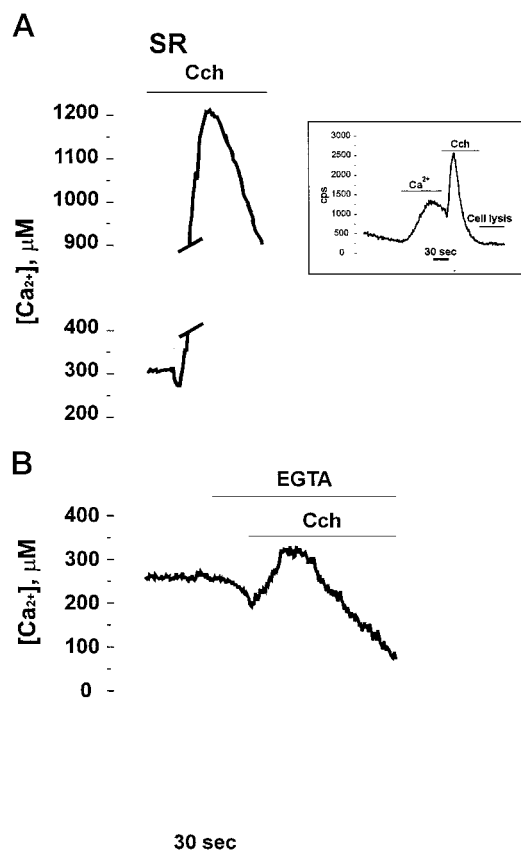 A
SR
Cch
[Ca2+], μM
1200
1100
1000
900
400
300
200
cps
3000
2500
2000
1500
1000
500
0
Ca2+
Cch
Cell lysis
30 sec
B
EGTA
Cch
[Ca2+], μM
400
300
200
100
0
30 sec